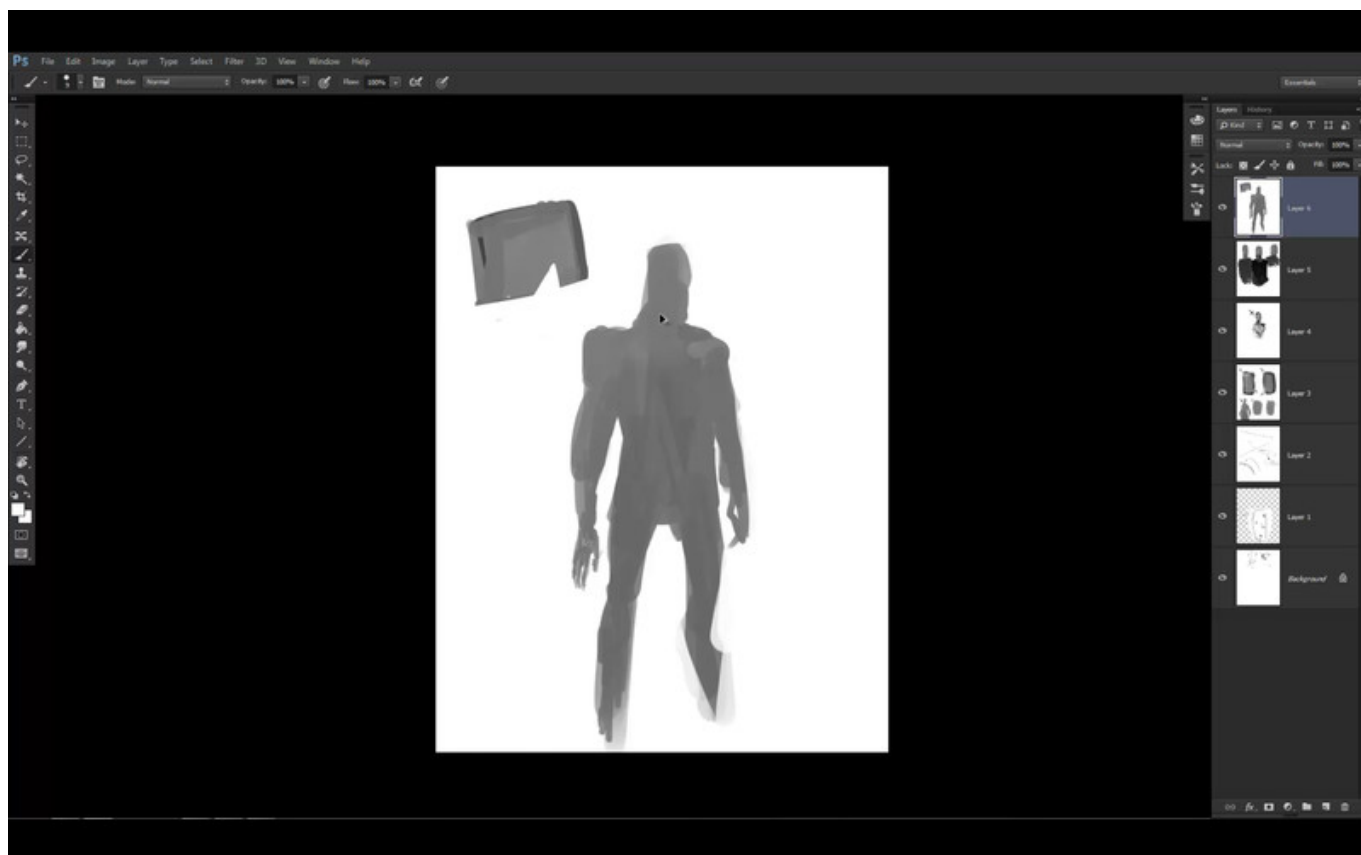 Ps File Edit Image Layer Type Select Filter 3D View Window Help
Mode: Normal Opacity: 100% Flow: 100% Essentials
Layers History
Kind
Normal Opacity: 100%
Lock: Fill: 100%
Layer 6
Layer 5
Layer 4
Layer 3
Layer 2
Layer 1
Background